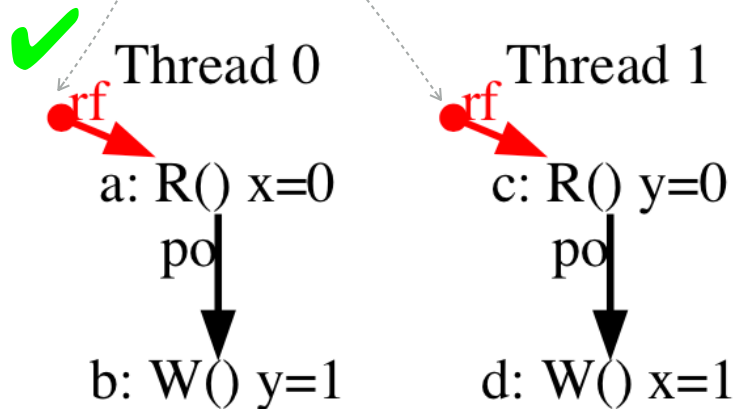 Thread 0 Thread 1
rf rf
a: R() x=0 c: R() y=0
po po
b: W() y=1 d: W() x=1